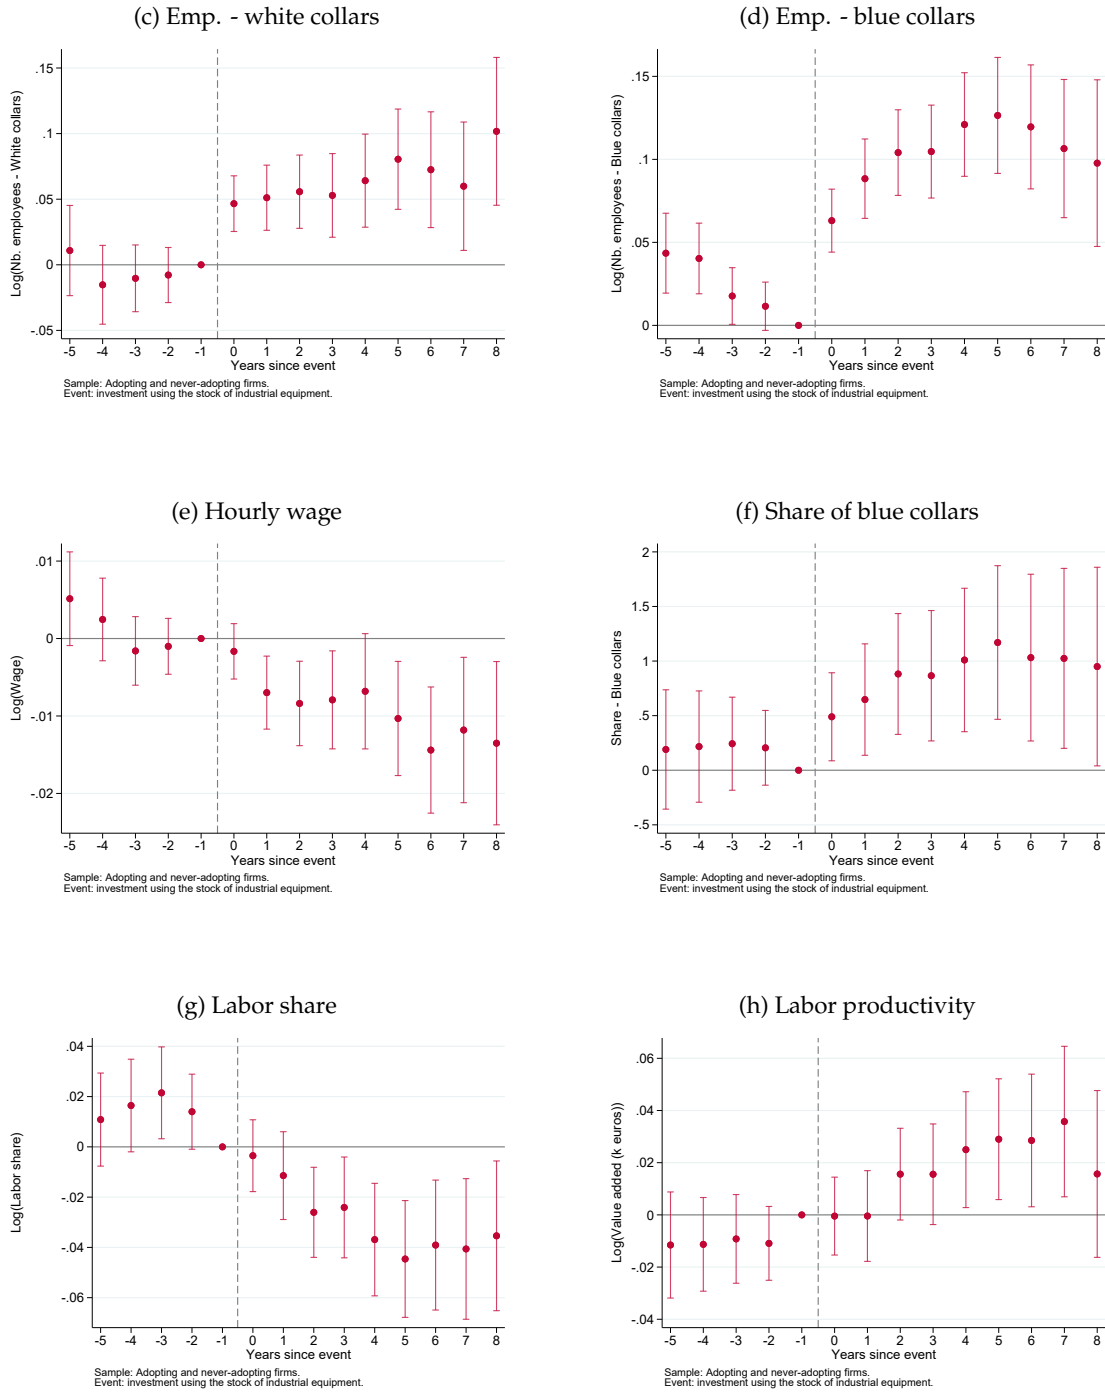 (c) Emp. - white collars
Log(Nb. employees - White collars)
.15
.1
.05
0
-.05
-5 -4 -3 -2 -1 0 1 2 3 4 5 6 7 8
Years since event
Sample: Adopting and never-adopting firms.
Event: investment using the stock of industrial equipment.
(d) Emp. - blue collars
Log(Nb. employees - Blue collars)
.15
.1
.05
0
-5 -4 -3 -2 -1 0 1 2 3 4 5 6 7 8
Years since event
Sample: Adopting and never-adopting firms.
Event: investment using the stock of industrial equipment.
(e) Hourly wage
Log(Wage)
.01
0
-.01
-.02
-5 -4 -3 -2 -1 0 1 2 3 4 5 6 7 8
Years since event
Sample: Adopting and never-adopting firms.
Event: investment using the stock of industrial equipment.
(f) Share of blue collars
Share - Blue collars
2
1.5
1
.5
0
-.5
-5 -4 -3 -2 -1 0 1 2 3 4 5 6 7 8
Years since event
Sample: Adopting and never-adopting firms.
Event: investment using the stock of industrial equipment.
(g) Labor share
Log(Labor share)
.04
.02
0
-.02
-.04
-.06
-5 -4 -3 -2 -1 0 1 2 3 4 5 6 7 8
Years since event
Sample: Adopting and never-adopting firms.
Event: investment using the stock of industrial equipment.
(h) Labor productivity
Log(Value added (k euros))
.06
.04
.02
0
-.02
-.04
-5 -4 -3 -2 -1 0 1 2 3 4 5 6 7 8
Years since event
Sample: Adopting and never-adopting firms.
Event: investment using the stock of industrial equipment.